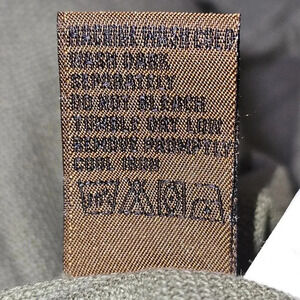 MACHINE WASH COLD
WASH DARK
SEPARATELY
DO NOT BLEACH
TUMBLE DRY LOW
REMOVE PROMPTLY
COOL IRON